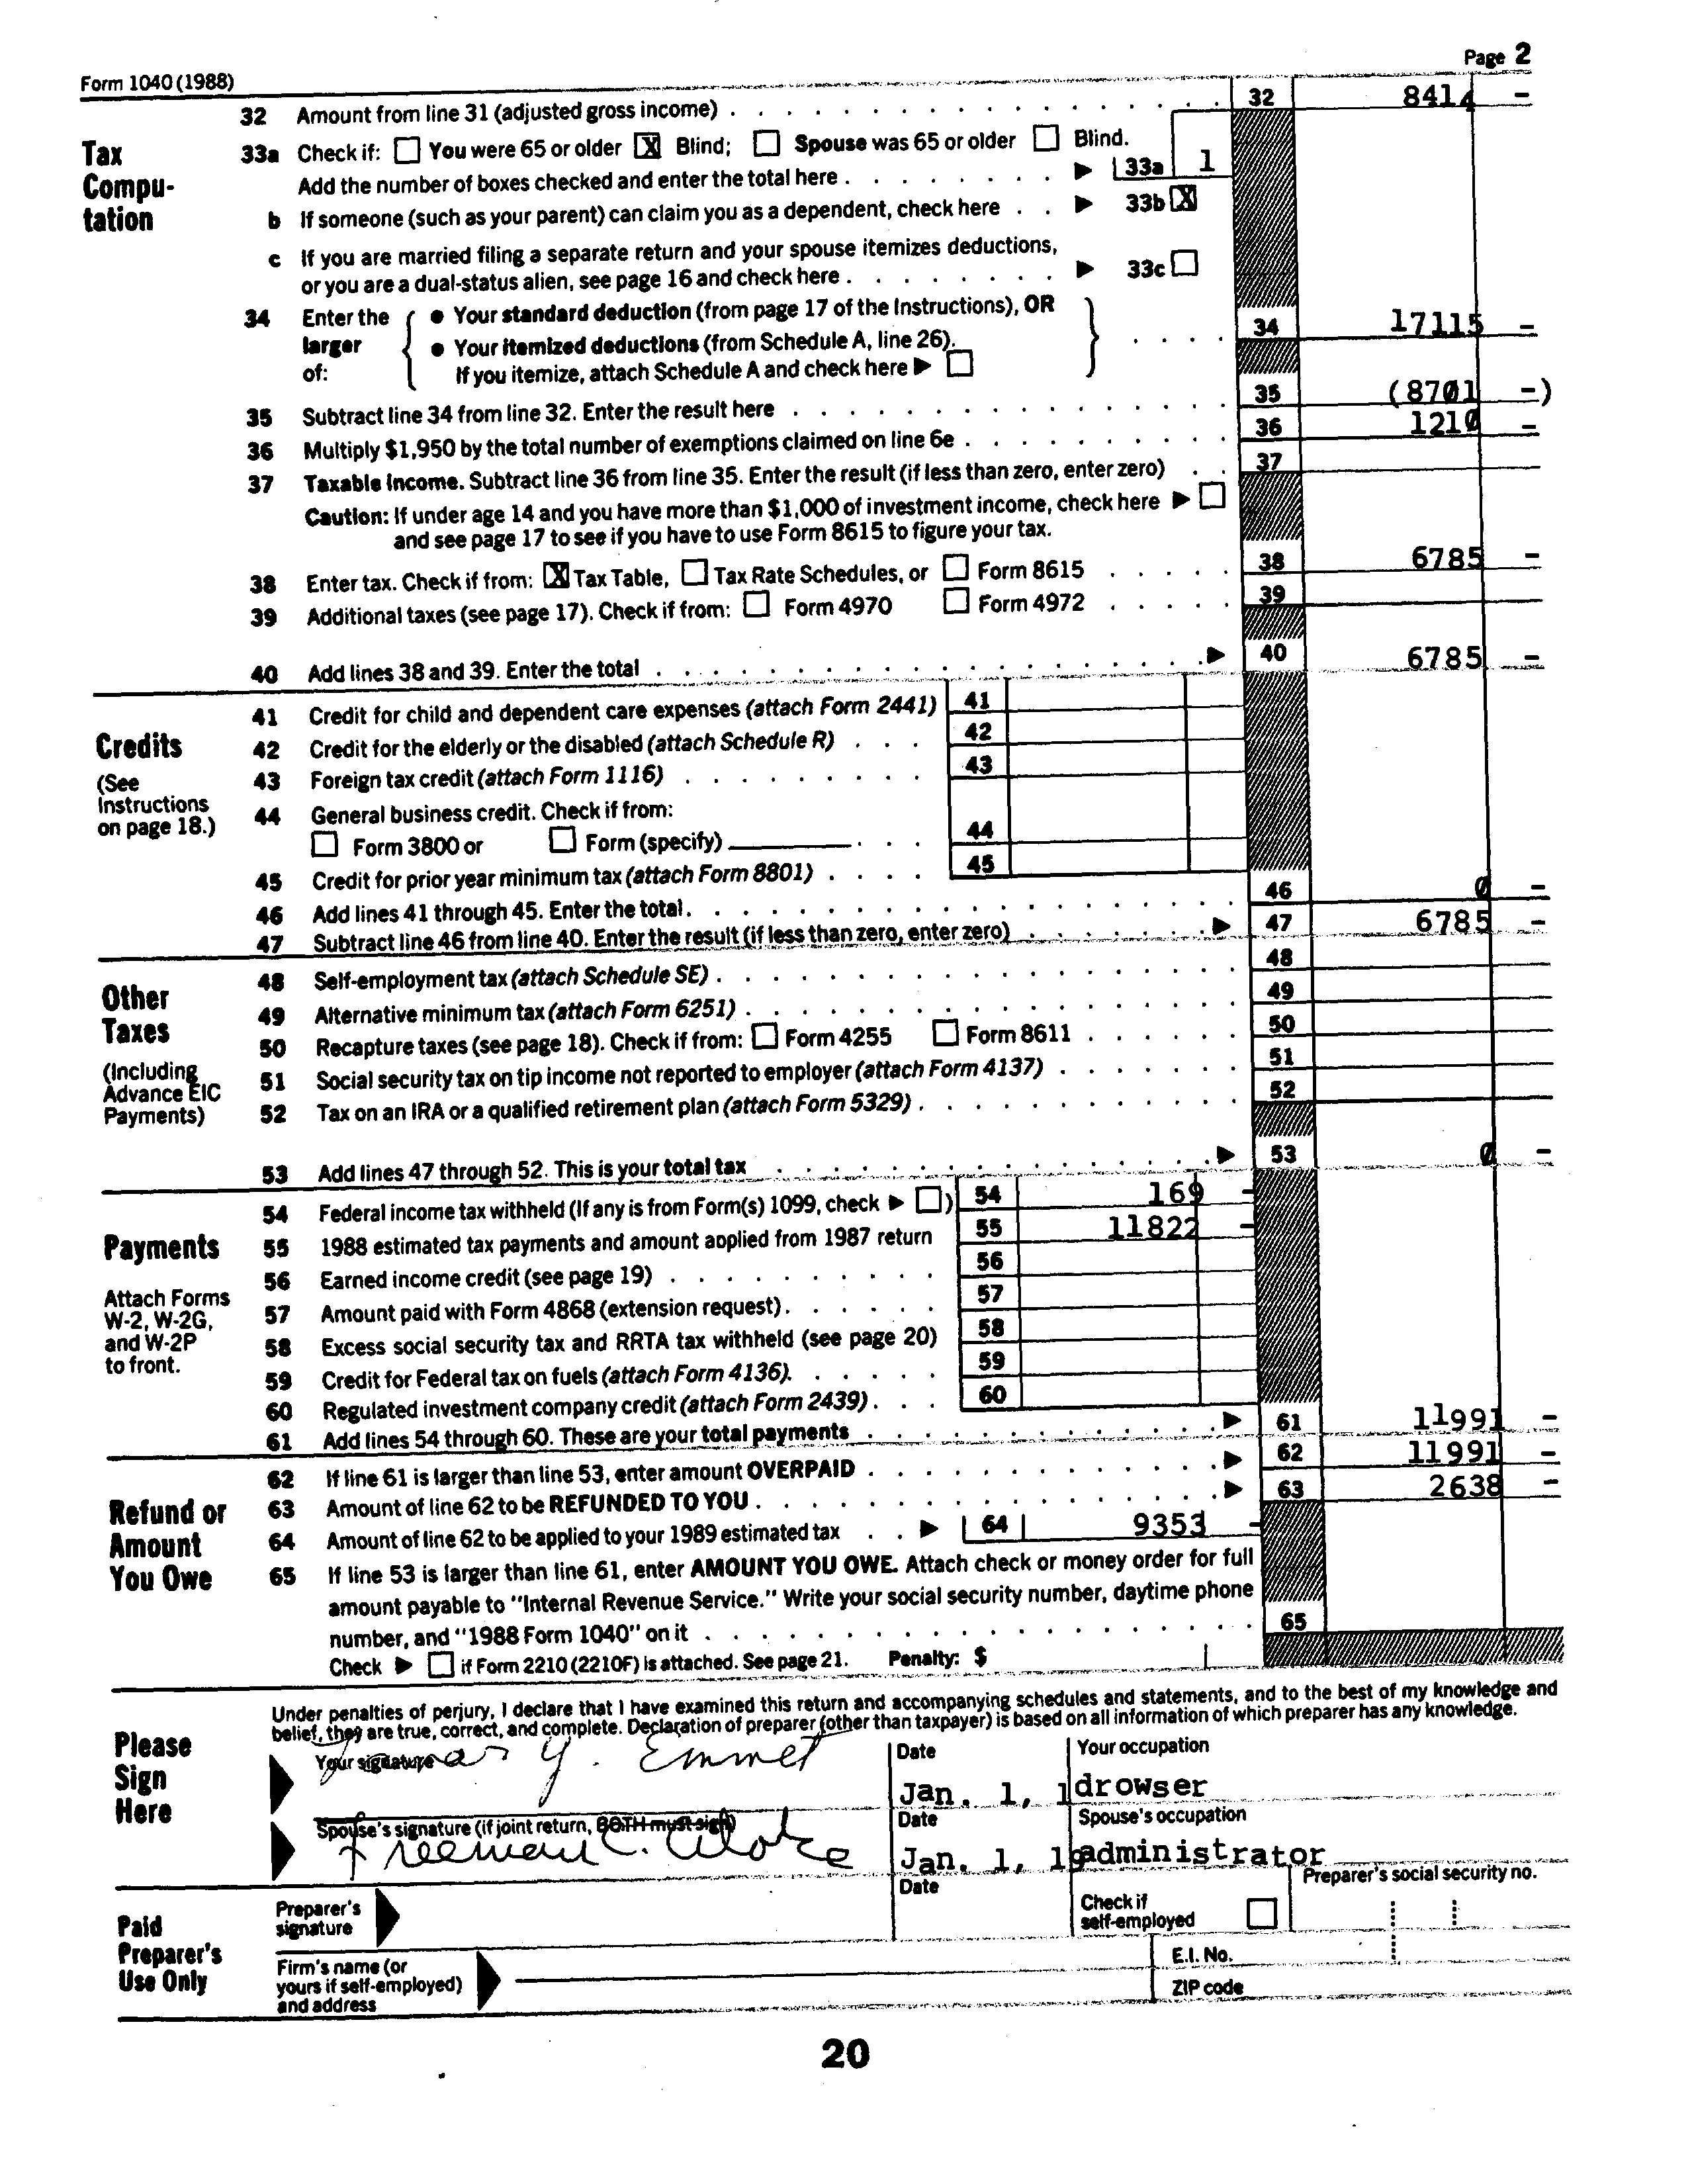 Form 1040 (1988) Page 2
Tax Compu-tation
32 Amount from line 31 (adjusted gross income) 32 8414 –
33a Check if: You were 65 or older X Blind; Spouse was 65 or older Blind.
Add the number of boxes checked and enter the total here 33a 1
b If someone (such as your parent) can claim you as a dependent, check here 33b X
c If you are married filing a separate return and your spouse itemizes deductions,
or you are a dual-status alien, see page 16 and check here 33c
34 Enter the larger of: { • Your standard deduction (from page 17 of the Instructions), OR
• Your itemized deductions (from Schedule A, line 26).
If you itemize, attach Schedule A and check here } 34 17115 –
35 Subtract line 34 from line 32. Enter the result here 35 (8701 –)
36 Multiply $1,950 by the total number of exemptions claimed on line 6e 36 1210 –
37 Taxable income. Subtract line 36 from line 35. Enter the result (if less than zero, enter zero) 37
Caution: If under age 14 and you have more than $1,000 of investment income, check here
and see page 17 to see if you have to use Form 8615 to figure your tax.
38 Enter tax. Check if from: X Tax Table, Tax Rate Schedules, or Form 8615 38 6785 –
39 Additional taxes (see page 17). Check if from: Form 4970 Form 4972 39
40 Add lines 38 and 39. Enter the total 40 6785 –
Credits
(See Instructions on page 18.)
41 Credit for child and dependent care expenses (attach Form 2441) 41
42 Credit for the elderly or the disabled (attach Schedule R) 42
43 Foreign tax credit (attach Form 1116) 43
44 General business credit. Check if from:
Form 3800 or Form (specify) 44
45 Credit for prior year minimum tax (attach Form 8801) 45
46 Add lines 41 through 45. Enter the total 46 0 –
47 Subtract line 46 from line 40. Enter the result (if less than zero, enter zero) 47 6785 –
Other Taxes
(Including Advance EIC Payments)
48 Self-employment tax (attach Schedule SE) 48
49 Alternative minimum tax (attach Form 6251) 49
50 Recapture taxes (see page 18). Check if from: Form 4255 Form 8611 50
51 Social security tax on tip income not reported to employer (attach Form 4137) 51
52 Tax on an IRA or a qualified retirement plan (attach Form 5329) 52
53 Add lines 47 through 52. This is your total tax 53 0 –
Payments
Attach Forms W-2, W-2G, and W-2P to front.
54 Federal income tax withheld (If any is from Form(s) 1099, check ) 54 169 –
55 1988 estimated tax payments and amount applied from 1987 return 55 11822 –
56 Earned income credit (see page 19) 56
57 Amount paid with Form 4868 (extension request) 57
58 Excess social security tax and RRTA tax withheld (see page 20) 58
59 Credit for Federal tax on fuels (attach Form 4136) 59
60 Regulated investment company credit (attach Form 2439) 60
61 Add lines 54 through 60. These are your total payments 61 11991 –
Refund or Amount You Owe
62 If line 61 is larger than line 53, enter amount OVERPAID 62 11991 –
63 Amount of line 62 to be REFUNDED TO YOU 63 2638 –
64 Amount of line 62 to be applied to your 1989 estimated tax 64 9353 –
65 If line 53 is larger than line 61, enter AMOUNT YOU OWE. Attach check or money order for full
amount payable to "Internal Revenue Service." Write your social security number, daytime phone
number, and "1988 Form 1040" on it 65
Check if Form 2210 (2210F) is attached. See page 21. Penalty: $
Please Sign Here
Under penalties of perjury, I declare that I have examined this return and accompanying schedules and statements, and to the best of my knowledge and
belief, they are true, correct, and complete. Declaration of preparer (other than taxpayer) is based on all information of which preparer has any knowledge.
Your signature Y. Emmet Date Jan. 1, 1 Your occupation drowser
Spouse's signature (if joint return, BOTH must sign) Freeman C. Date Jan. 1, 19 Spouse's occupation administrator
Paid Preparer's Use Only
Preparer's signature Date Check if self-employed Preparer's social security no.
Firm's name (or yours if self-employed) and address E.I. No.
ZIP code
20